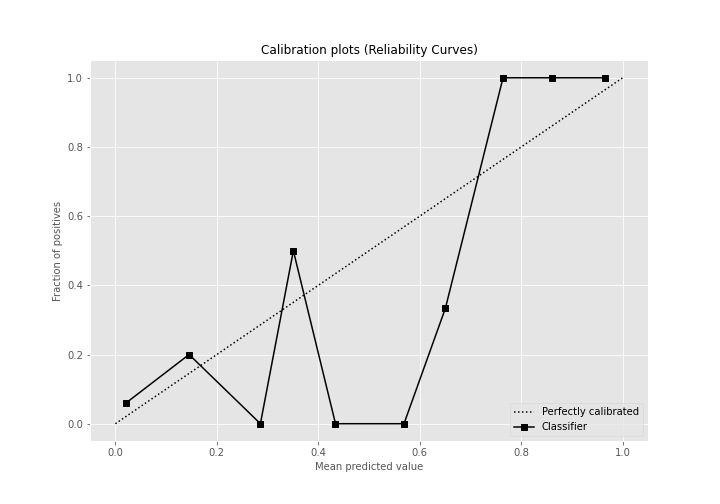 Calibration plots (Reliability Curves)
1.0
0.8
0.6
0.4
0.2
0.0
Fraction of positives
0.0 0.2 0.4 0.6 0.8 1.0
Mean predicted value
Perfectly calibrated
Classifier